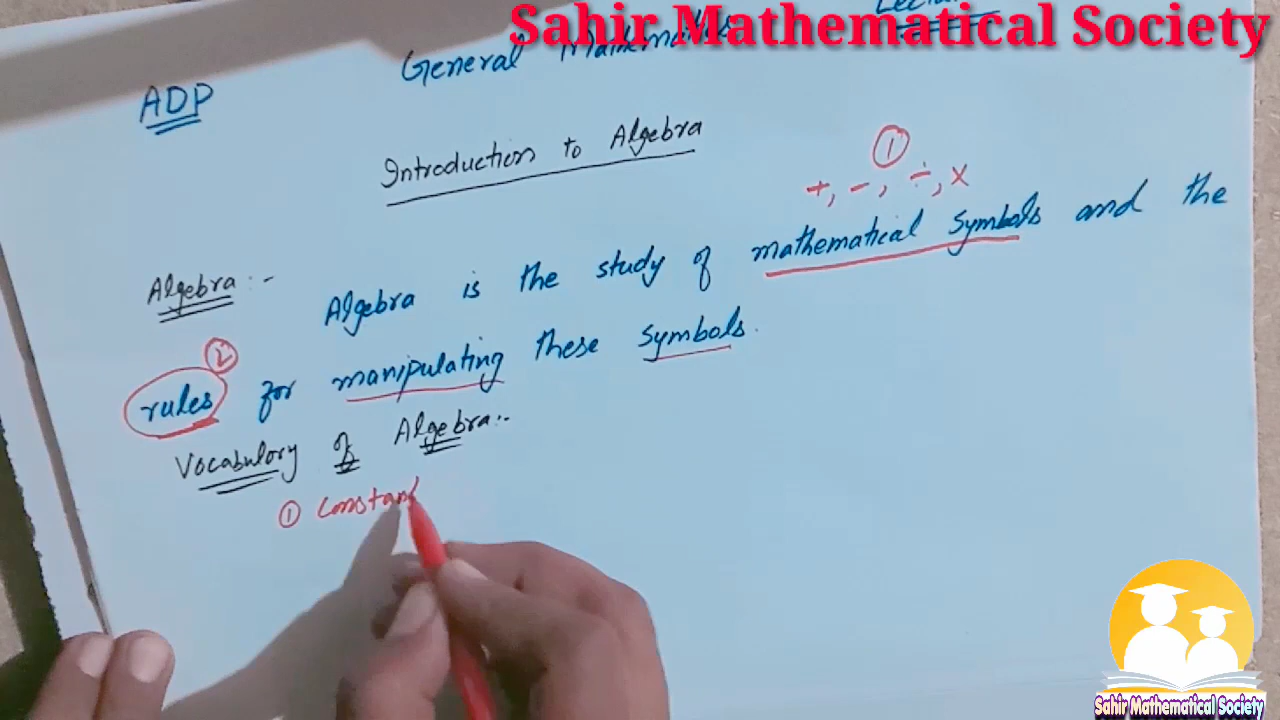 Sahir Mathematical Society
General Mathematics
ADP
Introduction to Algebra
①
+, -, ÷, ×
Algebra :- Algebra is the study of mathematical symbols and the
②
rules for manipulating these symbols.
Vocabulory of Algebra:-
① Constant
Sahir Mathematical Society